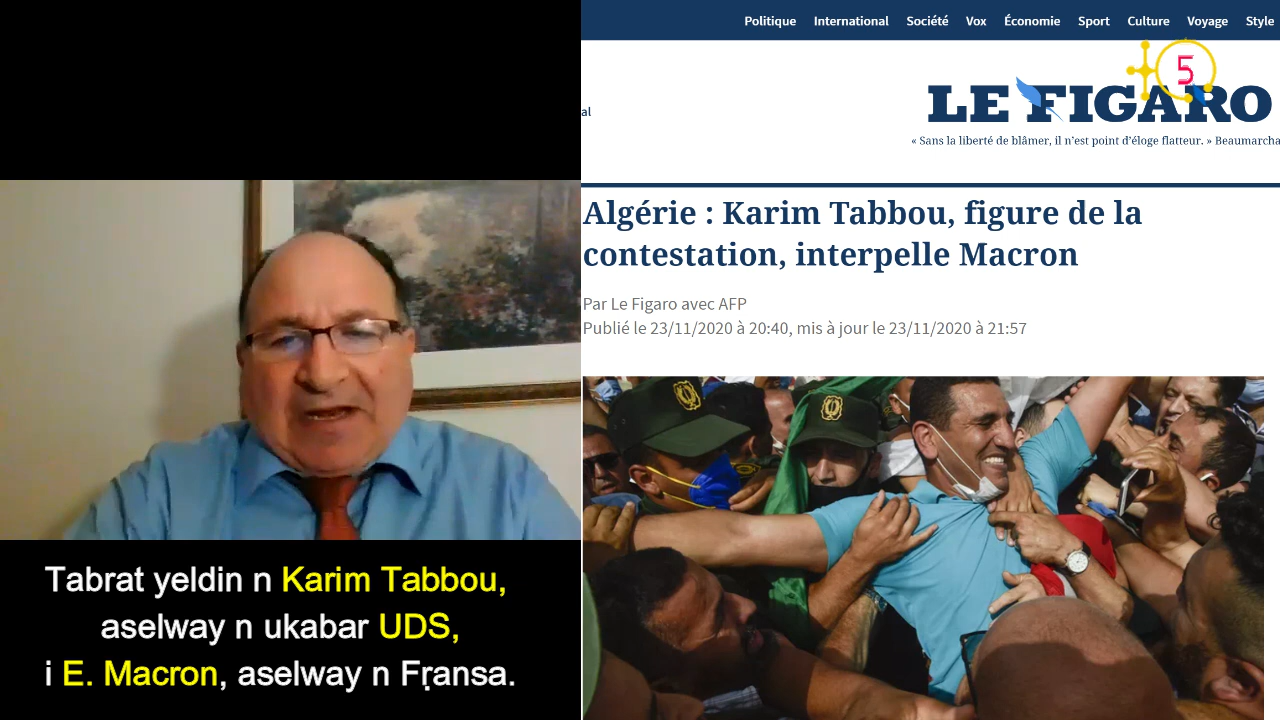 Politique International Société Vox Économie Sport Culture Voyage Style
5
al
LE FIGARO
« Sans la liberté de blâmer, il n'est point d'éloge flatteur. » Beaumarcha
Algérie : Karim Tabbou, figure de la
contestation, interpelle Macron
Par Le Figaro avec AFP
Publié le 23/11/2020 à 20:40, mis à jour le 23/11/2020 à 21:57
Tabrat yeldin n Karim Tabbou,
aselway n ukabar UDS,
i E. Macron, aselway n Fṛansa.